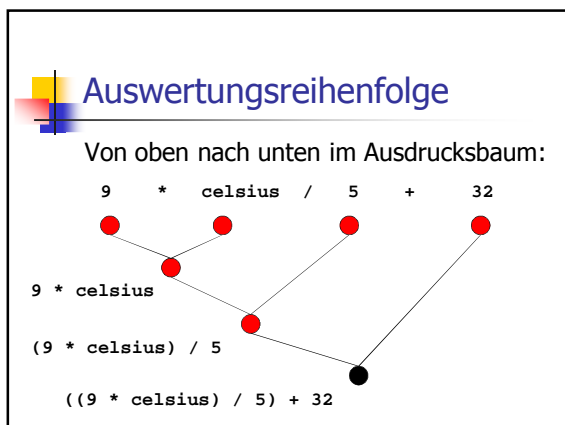 Auswertungsreihenfolge
Von oben nach unten im Ausdrucksbaum:
9 * celsius / 5 + 32
9 * celsius
(9 * celsius) / 5
((9 * celsius) / 5) + 32